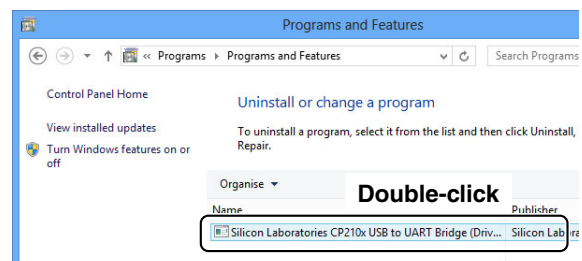 Programs and Features
« Programs ▸ Programs and Features
Search Programs
Control Panel Home
View installed updates
Turn Windows features on or
off
Uninstall or change a program
To uninstall a program, select it from the list and then click Uninstall,
Repair.
Organise
Double-click
Name Publisher
Silicon Laboratories CP210x USB to UART Bridge (Driv... Silicon Labora